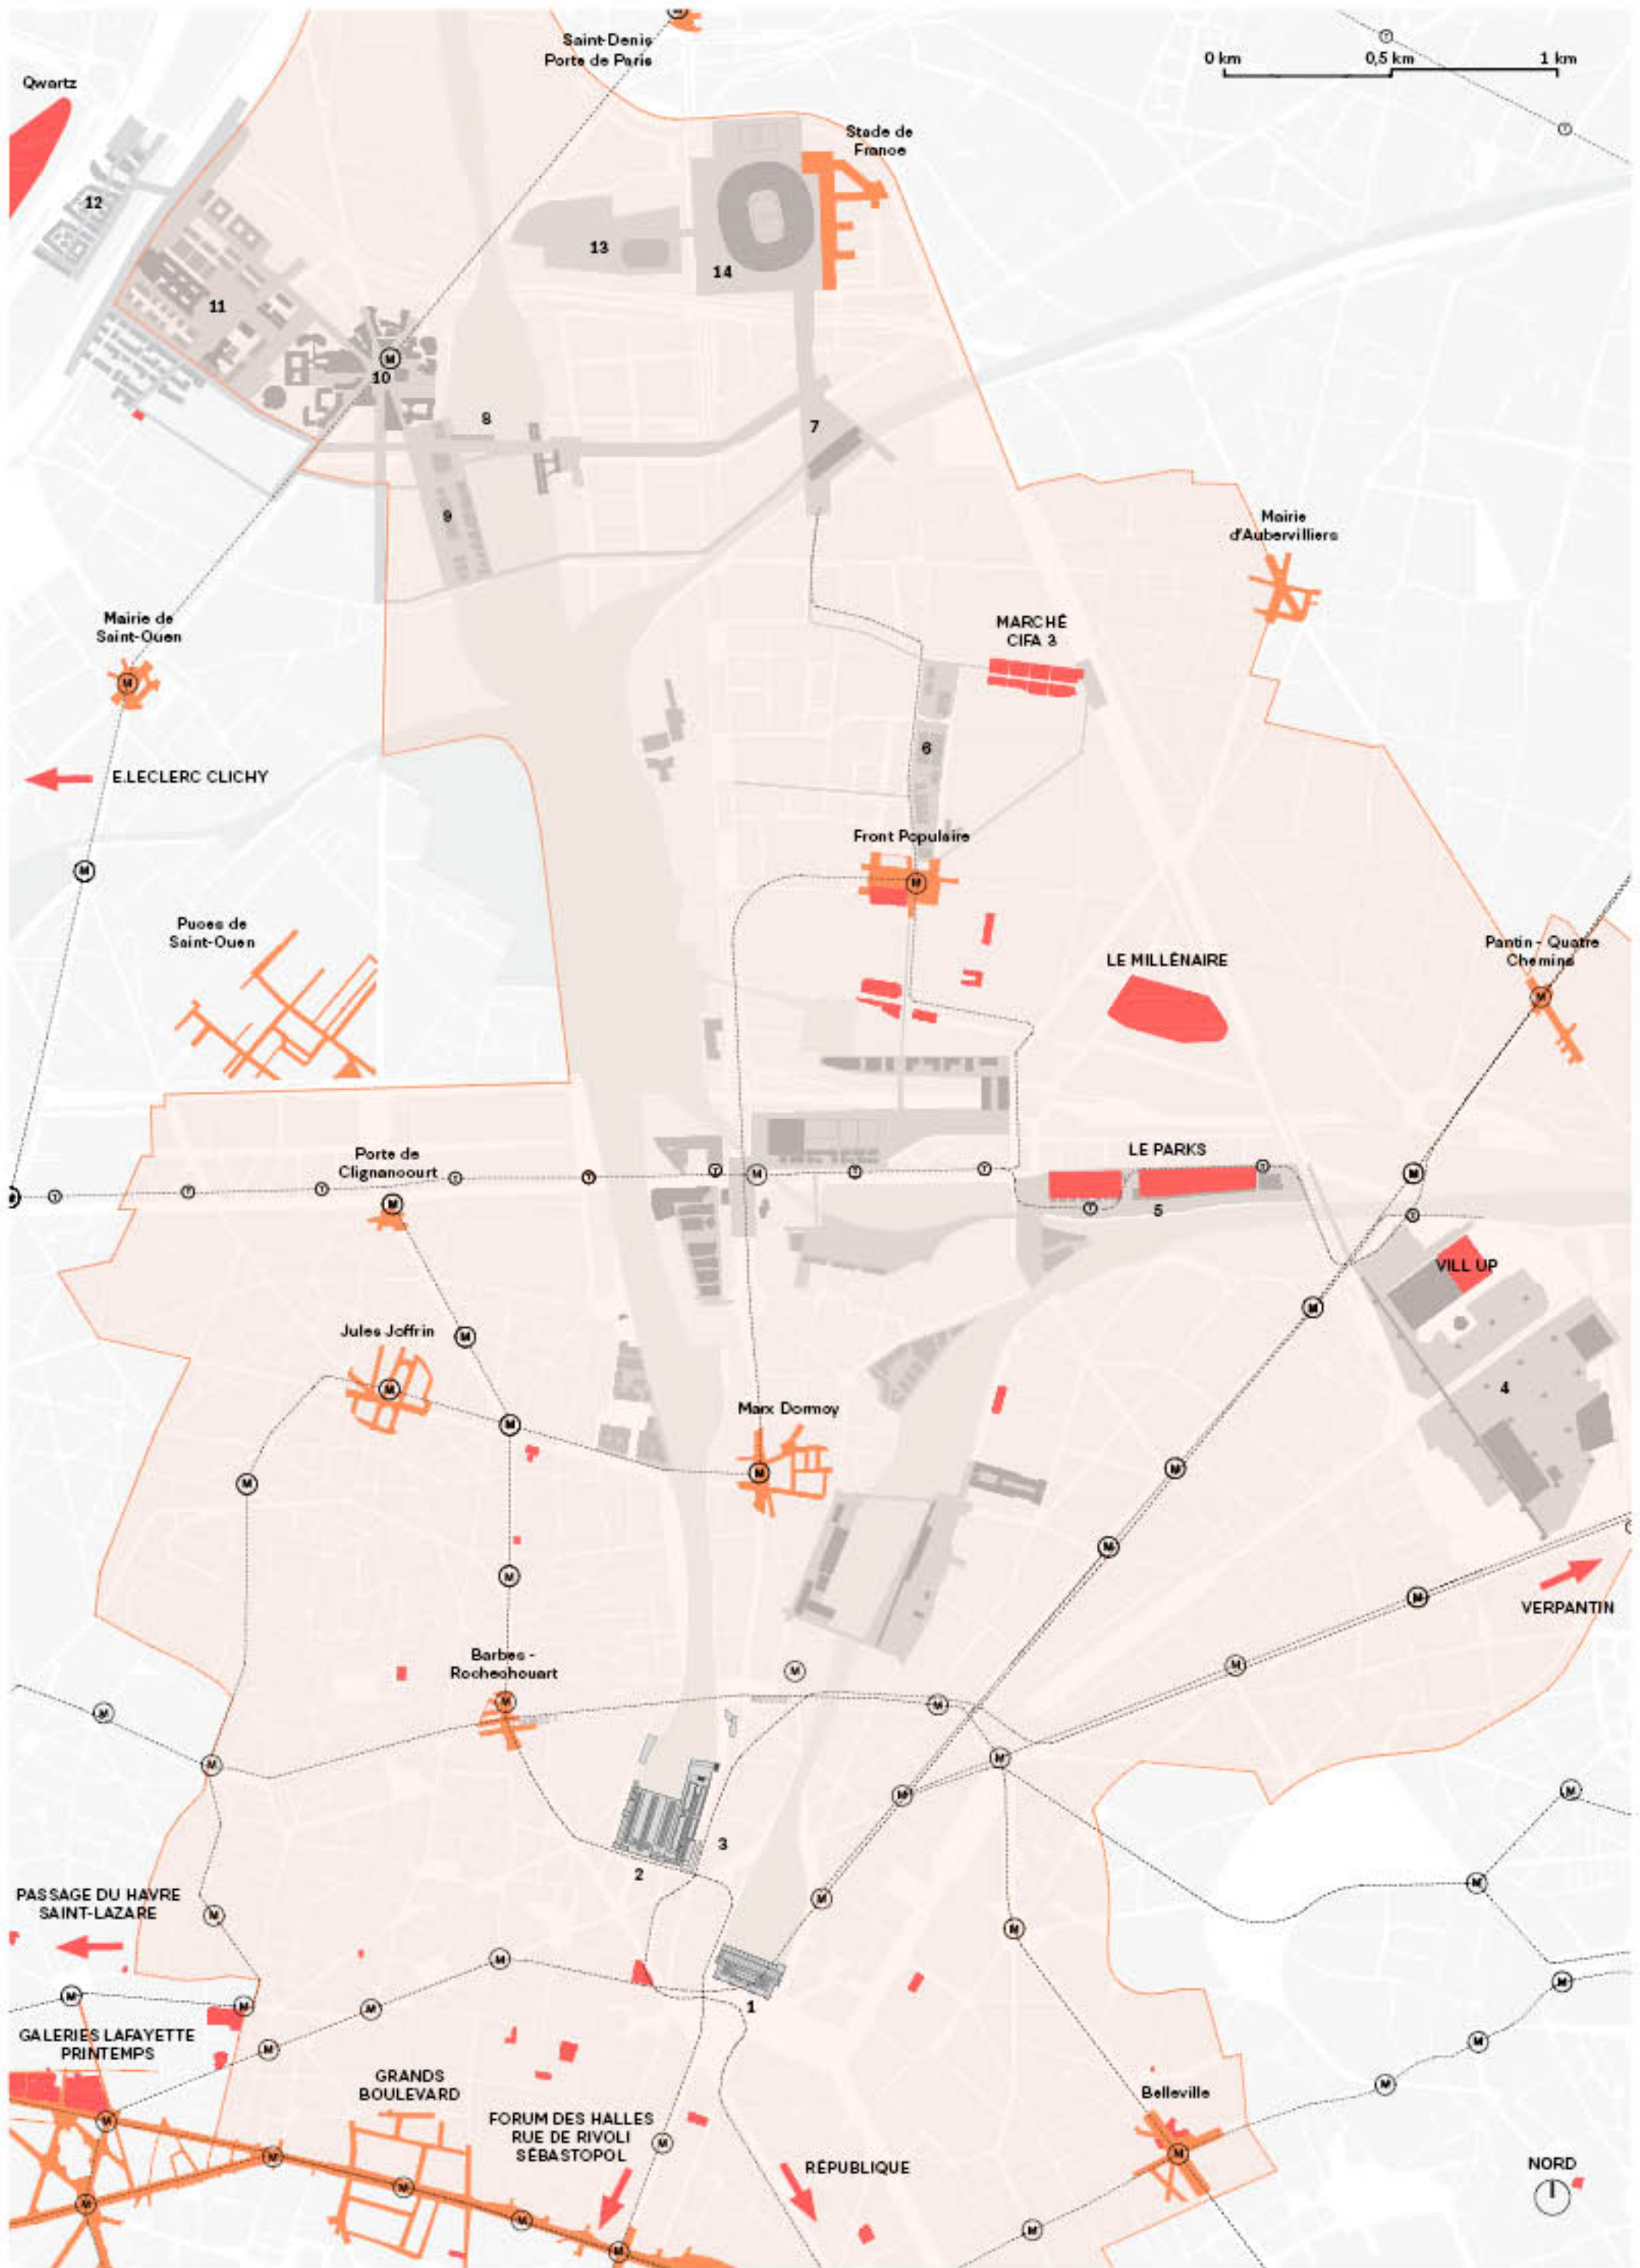 Saint-Denis
Porte de Paris
0 km
0,5 km
1 km
Qwartz
Stade de
France
12
13
14
11
10
8
7
9
Mairie
d'Aubervilliers
Mairie de
Saint-Ouen
MARCHÉ
CIFA 3
6
E.LECLERC CLICHY
Front Populaire
Puces de
Saint-Ouen
LE MILLÉNAIRE
Pantin - Quatre
Chemins
Porte de
Clignancourt
LE PARKS
5
VILL UP
Jules Joffrin
4
Marx Dormoy
VERPANTIN
Barbes -
Rochechouart
3
2
PASSAGE DU HAVRE
SAINT-LAZARE
1
GALERIES LAFAYETTE
PRINTEMPS
GRANDS
BOULEVARD
Belleville
FORUM DES HALLES
RUE DE RIVOLI
SÉBASTOPOL
RÉPUBLIQUE
NORD